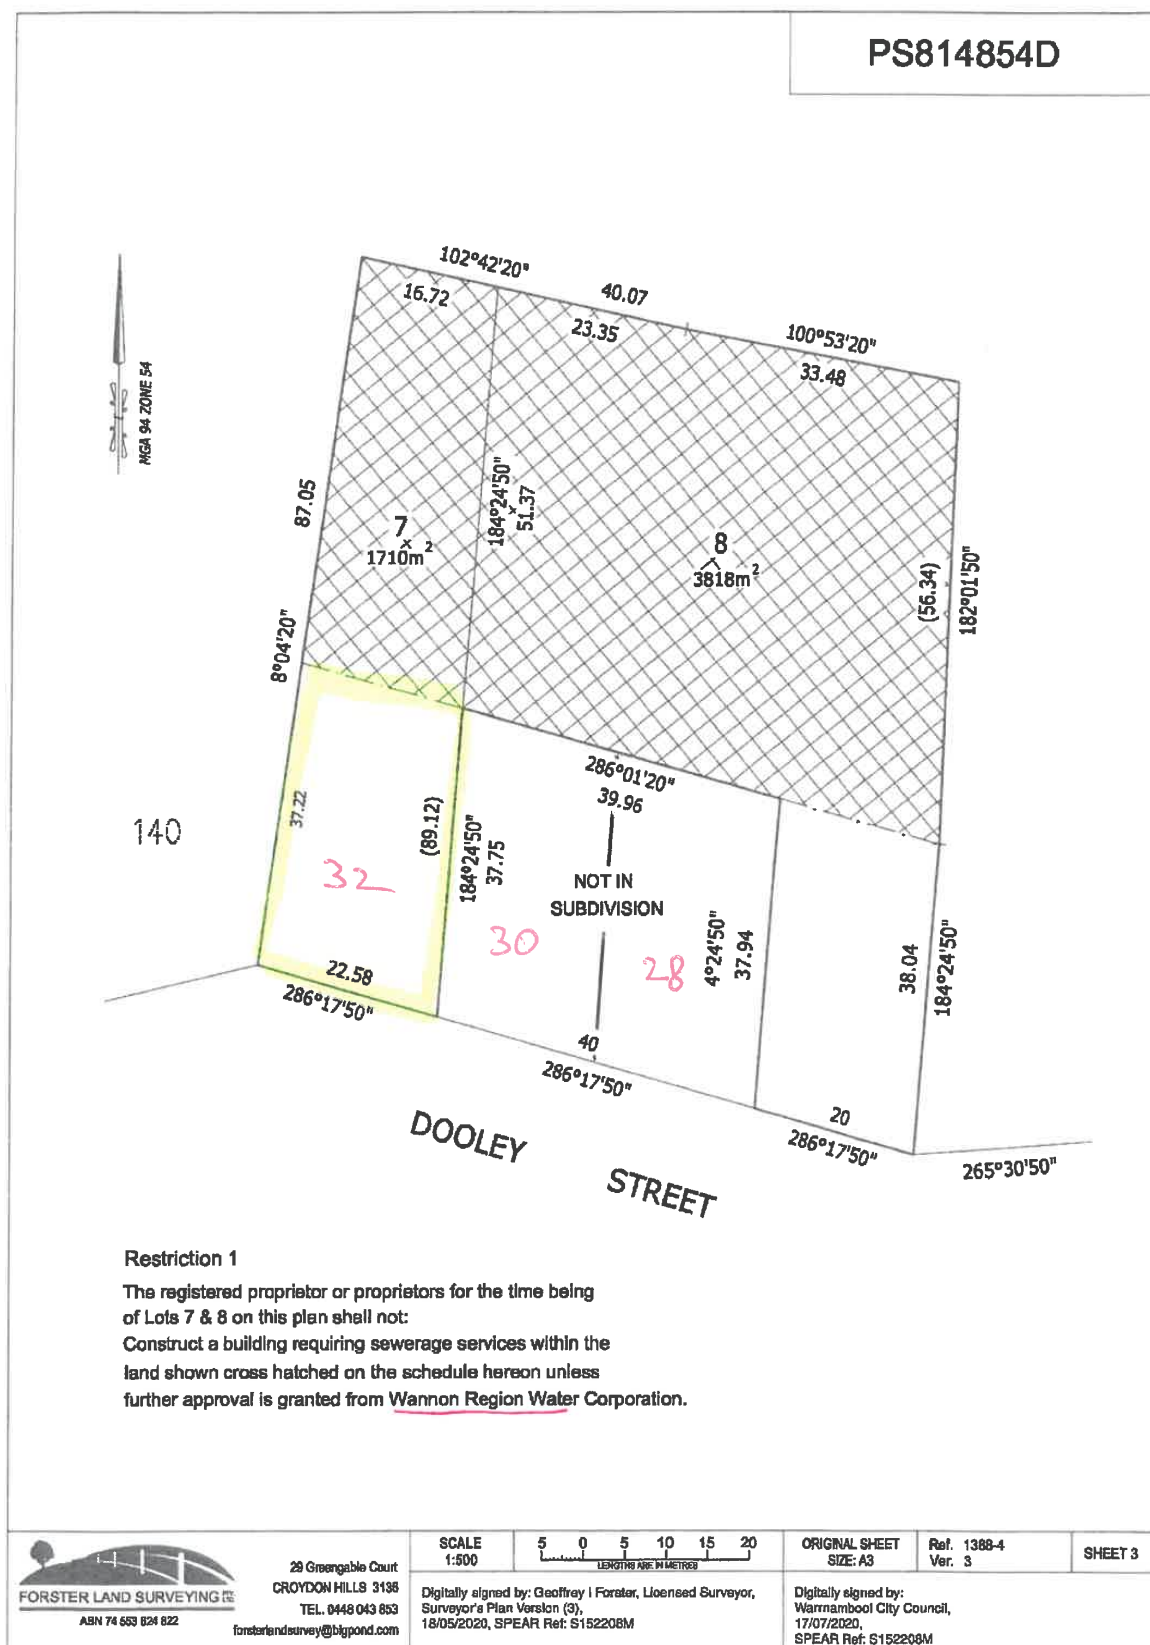 PS814854D
102°42'20"
40.07
16.72
23.35
100°53'20"
33.48
MGA 94 ZONE 54
87.05
184°24'50"
51.37
7
1710m²
8
3818m²
(56.34)
182°01'50"
8°04'20"
286°01'20"
39.96
37.22
(89.12)
184°24'50"
37.75
140
32
NOT IN
SUBDIVISION
30
28
4°24'50"
37.94
38.04
184°24'50"
22.58
286°17'50"
40
286°17'50"
20
286°17'50"
265°30'50"
DOOLEY STREET
Restriction 1
The registered proprietor or proprietors for the time being
of Lots 7 & 8 on this plan shall not:
Construct a building requiring sewerage services within the
land shown cross hatched on the schedule hereon unless
further approval is granted from Wannon Region Water Corporation.
FORSTER LAND SURVEYING PTY LTD
ABN 74 553 824 822
29 Greengable Court
CROYDON HILLS 3136
TEL. 0448 043 853
forsterlandsurvey@bigpond.com
SCALE
1:500
5 0 5 10 15 20
LENGTHS ARE IN METRES
ORIGINAL SHEET
SIZE: A3
Ref. 1388-4
Ver. 3
SHEET 3
Digitally signed by: Geoffrey I Forster, Licensed Surveyor,
Surveyor's Plan Version (3),
18/05/2020, SPEAR Ref: S152208M
Digitally signed by:
Warrnambool City Council,
17/07/2020,
SPEAR Ref: S152208M